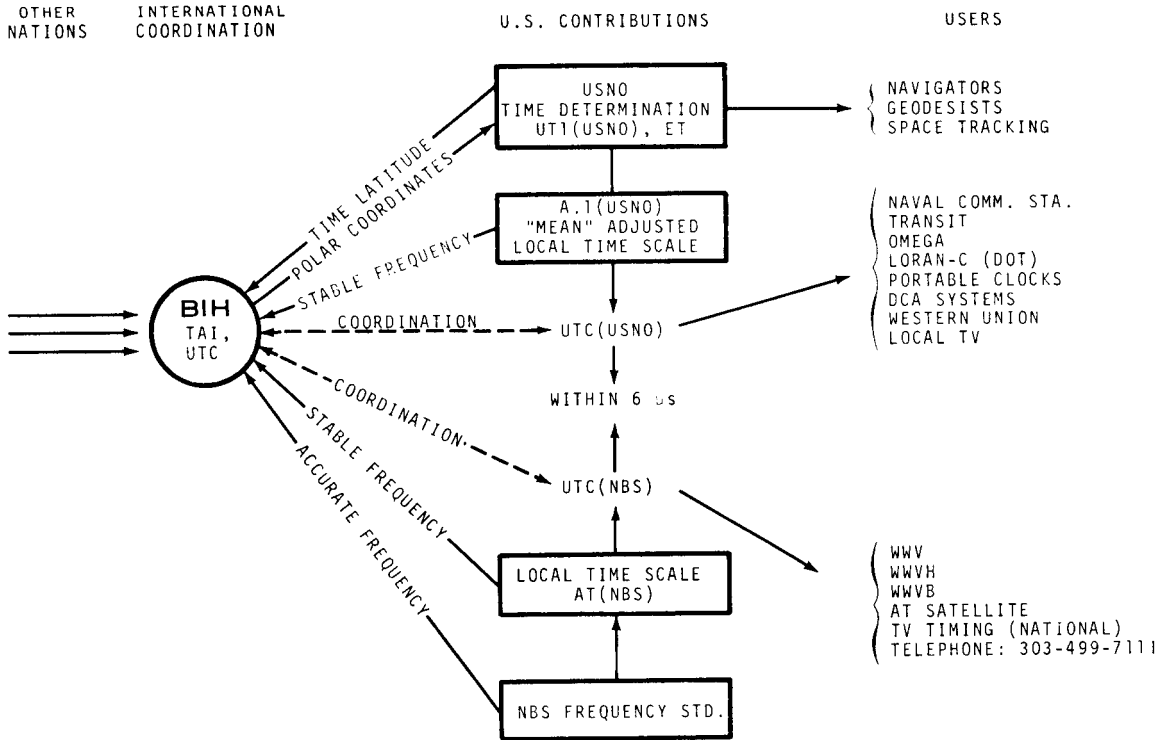 OTHER NATIONS
INTERNATIONAL COORDINATION
U.S. CONTRIBUTIONS
USERS
USNO
TIME DETERMINATION
UT1(USNO), ET
NAVIGATORS
GEODESISTS
SPACE TRACKING
TIME LATITUDE
POLAR COORDINATES
STABLE FREQUENCY
A.1(USNO)
"MEAN" ADJUSTED
LOCAL TIME SCALE
NAVAL COMM. STA.
TRANSIT
OMEGA
LORAN-C (DOT)
PORTABLE CLOCKS
DCA SYSTEMS
WESTERN UNION
LOCAL TV
BIH
TAI,
UTC
COORDINATION
UTC(USNO)
WITHIN 6
COORDINATION
STABLE FREQUENCY
ACCURATE FREQUENCY
UTC(NBS)
LOCAL TIME SCALE
AT(NBS)
WWV
WWVH
WWVB
AT SATELLITE
TV TIMING (NATIONAL)
TELEPHONE: 303-499-7111
NBS FREQUENCY STD.